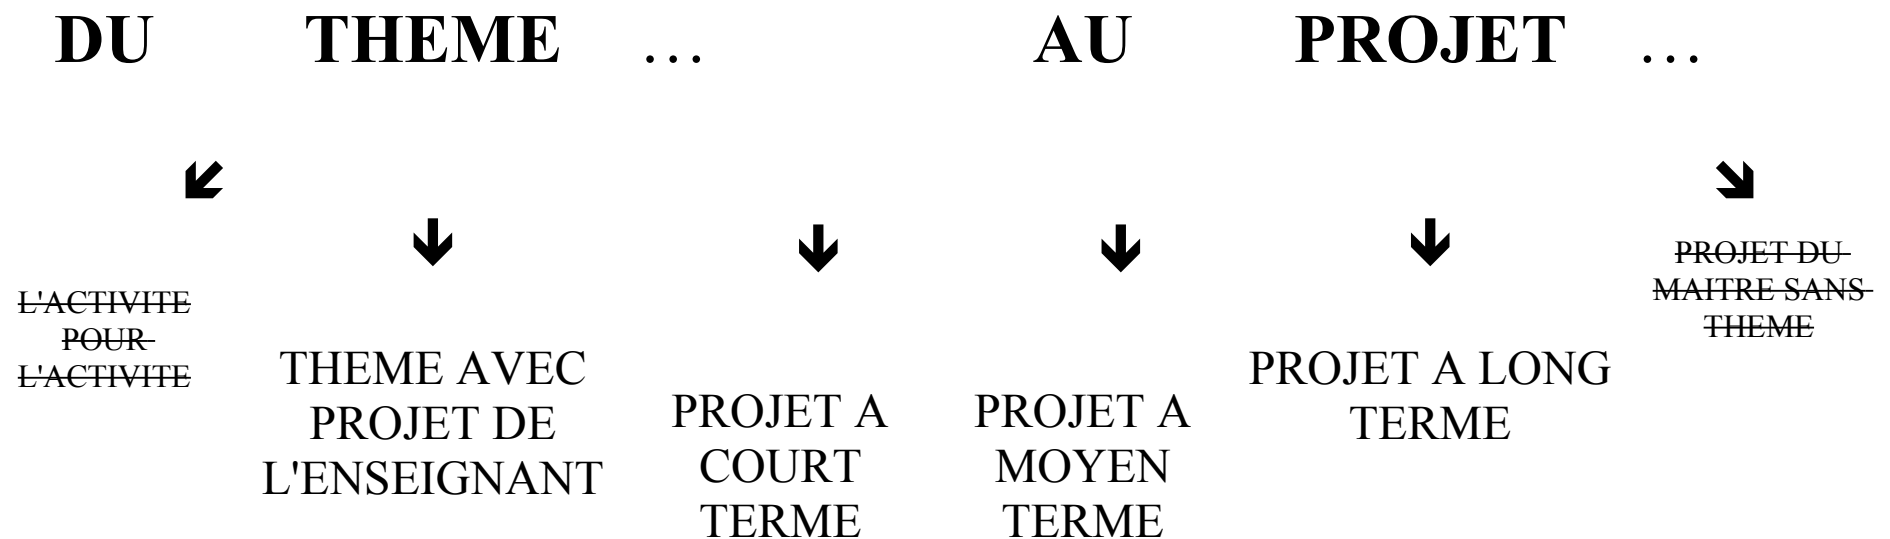 DU THEME … AU PROJET …
L'ACTIVITE
POUR
L'ACTIVITE
THEME AVEC
PROJET DE
L'ENSEIGNANT
PROJET A
COURT
TERME
PROJET A
MOYEN
TERME
PROJET A LONG
TERME
PROJET DU
MAITRE SANS
THEME